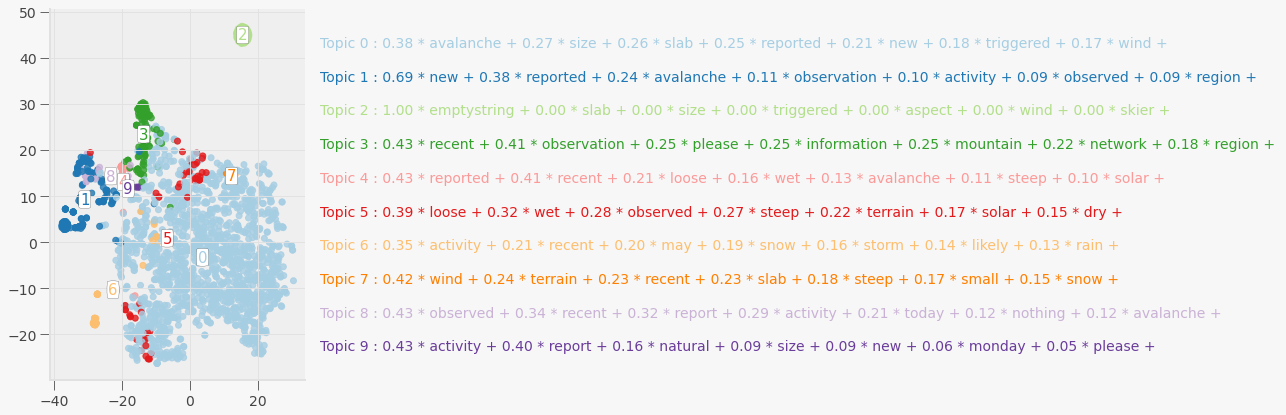 50
40
30
20
10
0
−10
−20
−40
−20
0
20
2
3
8
4
9
1
7
5
0
6
Topic 0 : 0.38 * avalanche + 0.27 * size + 0.26 * slab + 0.25 * reported + 0.21 * new + 0.18 * triggered + 0.17 * wind +
Topic 1 : 0.69 * new + 0.38 * reported + 0.24 * avalanche + 0.11 * observation + 0.10 * activity + 0.09 * observed + 0.09 * region +
Topic 2 : 1.00 * emptystring + 0.00 * slab + 0.00 * size + 0.00 * triggered + 0.00 * aspect + 0.00 * wind + 0.00 * skier +
Topic 3 : 0.43 * recent + 0.41 * observation + 0.25 * please + 0.25 * information + 0.25 * mountain + 0.22 * network + 0.18 * region +
Topic 4 : 0.43 * reported + 0.41 * recent + 0.21 * loose + 0.16 * wet + 0.13 * avalanche + 0.11 * steep + 0.10 * solar +
Topic 5 : 0.39 * loose + 0.32 * wet + 0.28 * observed + 0.27 * steep + 0.22 * terrain + 0.17 * solar + 0.15 * dry +
Topic 6 : 0.35 * activity + 0.21 * recent + 0.20 * may + 0.19 * snow + 0.16 * storm + 0.14 * likely + 0.13 * rain +
Topic 7 : 0.42 * wind + 0.24 * terrain + 0.23 * recent + 0.23 * slab + 0.18 * steep + 0.17 * small + 0.15 * snow +
Topic 8 : 0.43 * observed + 0.34 * recent + 0.32 * report + 0.29 * activity + 0.21 * today + 0.12 * nothing + 0.12 * avalanche +
Topic 9 : 0.43 * activity + 0.40 * report + 0.16 * natural + 0.09 * size + 0.09 * new + 0.06 * monday + 0.05 * please +